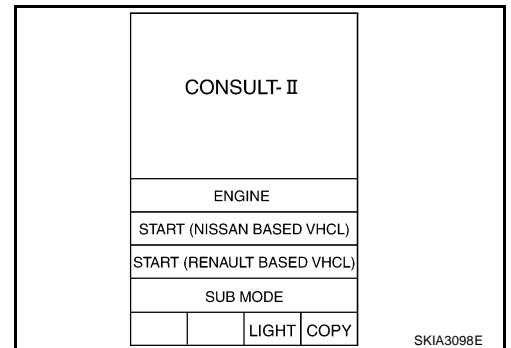 CONSULT-Ⅱ
ENGINE
START (NISSAN BASED VHCL)
START (RENAULT BASED VHCL)
SUB MODE
LIGHT COPY
SKIA3098E